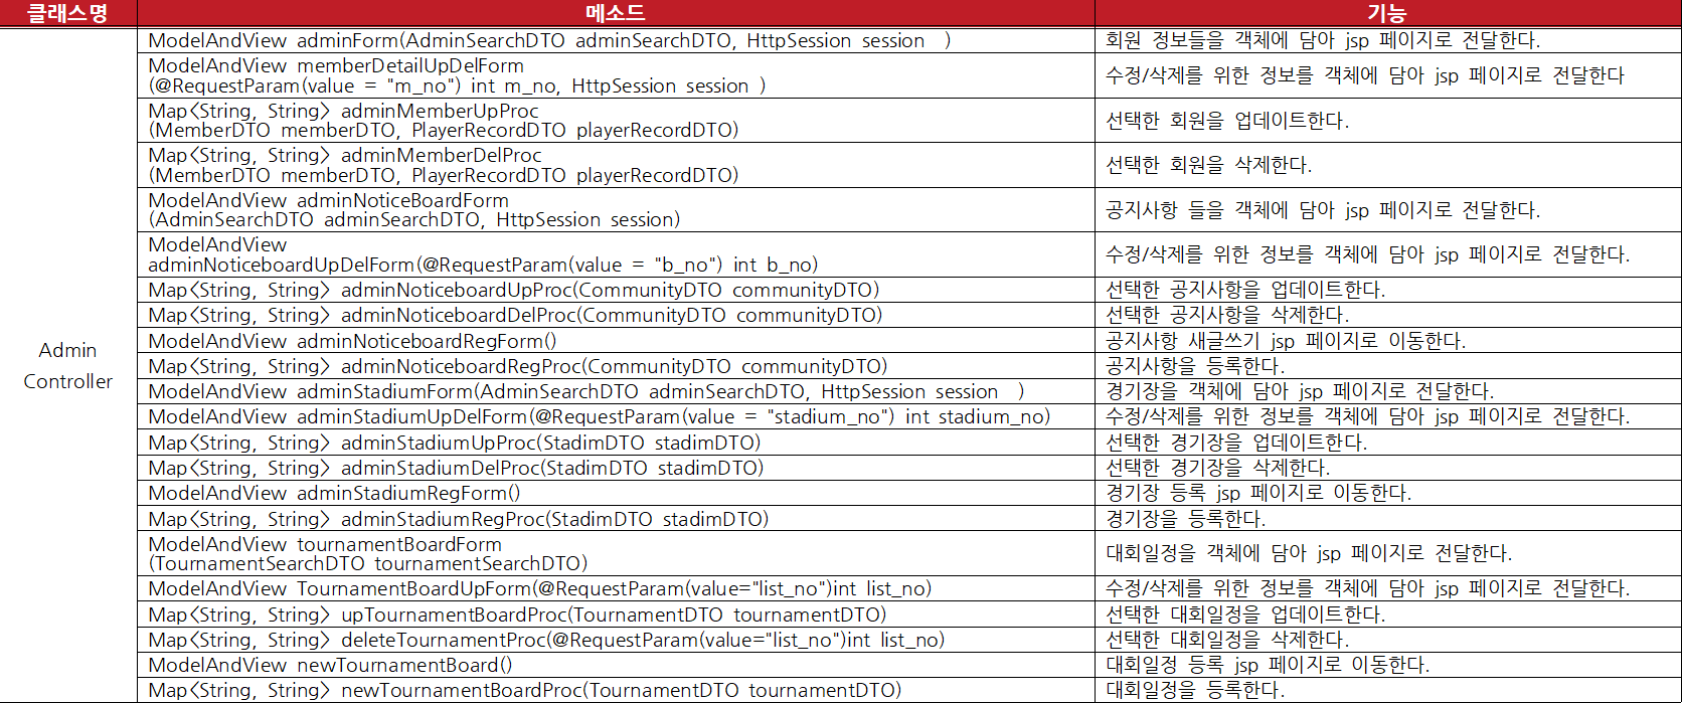 클래스명 메소드 기능
ModelAndView adminForm(AdminSearchDTO adminSearchDTO, HttpSession session ) 회원 정보들을 객체에 담아 jsp 페이지로 전달한다.
ModelAndView memberDetailUpDelForm
(@RequestParam(value = "m_no") int m_no, HttpSession session ) 수정/삭제를 위한 정보를 객체에 담아 jsp 페이지로 전달한다
Map<String, String> adminMemberUpProc
(MemberDTO memberDTO, PlayerRecordDTO playerRecordDTO) 선택한 회원을 업데이트한다.
Map<String, String> adminMemberDelProc
(MemberDTO memberDTO, PlayerRecordDTO playerRecordDTO) 선택한 회원을 삭제한다.
ModelAndView adminNoticeBoardForm
(AdminSearchDTO adminSearchDTO, HttpSession session) 공지사항 들을 객체에 담아 jsp 페이지로 전달한다.
ModelAndView
adminNoticeboardUpDelForm(@RequestParam(value = "b_no") int b_no) 수정/삭제를 위한 정보를 객체에 담아 jsp 페이지로 전달한다.
Map<String, String> adminNoticeboardUpProc(CommunityDTO communityDTO) 선택한 공지사항을 업데이트한다.
Map<String, String> adminNoticeboardDelProc(CommunityDTO communityDTO) 선택한 공지사항을 삭제한다.
Admin
Controller
ModelAndView adminNoticeboardRegForm() 공지사항 새글쓰기 jsp 페이지로 이동한다.
Map<String, String> adminNoticeboardRegProc(CommunityDTO communityDTO) 공지사항을 등록한다.
ModelAndView adminStadiumForm(AdminSearchDTO adminSearchDTO, HttpSession session ) 경기장을 객체에 담아 jsp 페이지로 전달한다.
ModelAndView adminStadiumUpDelForm(@RequestParam(value = "stadium_no") int stadium_no) 수정/삭제를 위한 정보를 객체에 담아 jsp 페이지로 전달한다.
Map<String, String> adminStadiumUpProc(StadimDTO stadimDTO) 선택한 경기장을 업데이트한다.
Map<String, String> adminStadiumDelProc(StadimDTO stadimDTO) 선택한 경기장을 삭제한다.
ModelAndView adminStadiumRegForm() 경기장 등록 jsp 페이지로 이동한다.
Map<String, String> adminStadiumRegProc(StadimDTO stadimDTO) 경기장을 등록한다.
ModelAndView tournamentBoardForm
(TournamentSearchDTO tournamentSearchDTO) 대회일정을 객체에 담아 jsp 페이지로 전달한다.
ModelAndView TournamentBoardUpForm(@RequestParam(value="list_no")int list_no) 수정/삭제를 위한 정보를 객체에 담아 jsp 페이지로 전달한다.
Map<String, String> upTournamentBoardProc(TournamentDTO tournamentDTO) 선택한 대회일정을 업데이트한다.
Map<String, String> deleteTournamentProc(@RequestParam(value="list_no")int list_no) 선택한 대회일정을 삭제한다.
ModelAndView newTournamentBoard() 대회일정 등록 jsp 페이지로 이동한다.
Map<String, String> newTournamentBoardProc(TournamentDTO tournamentDTO) 대회일정을 등록한다.